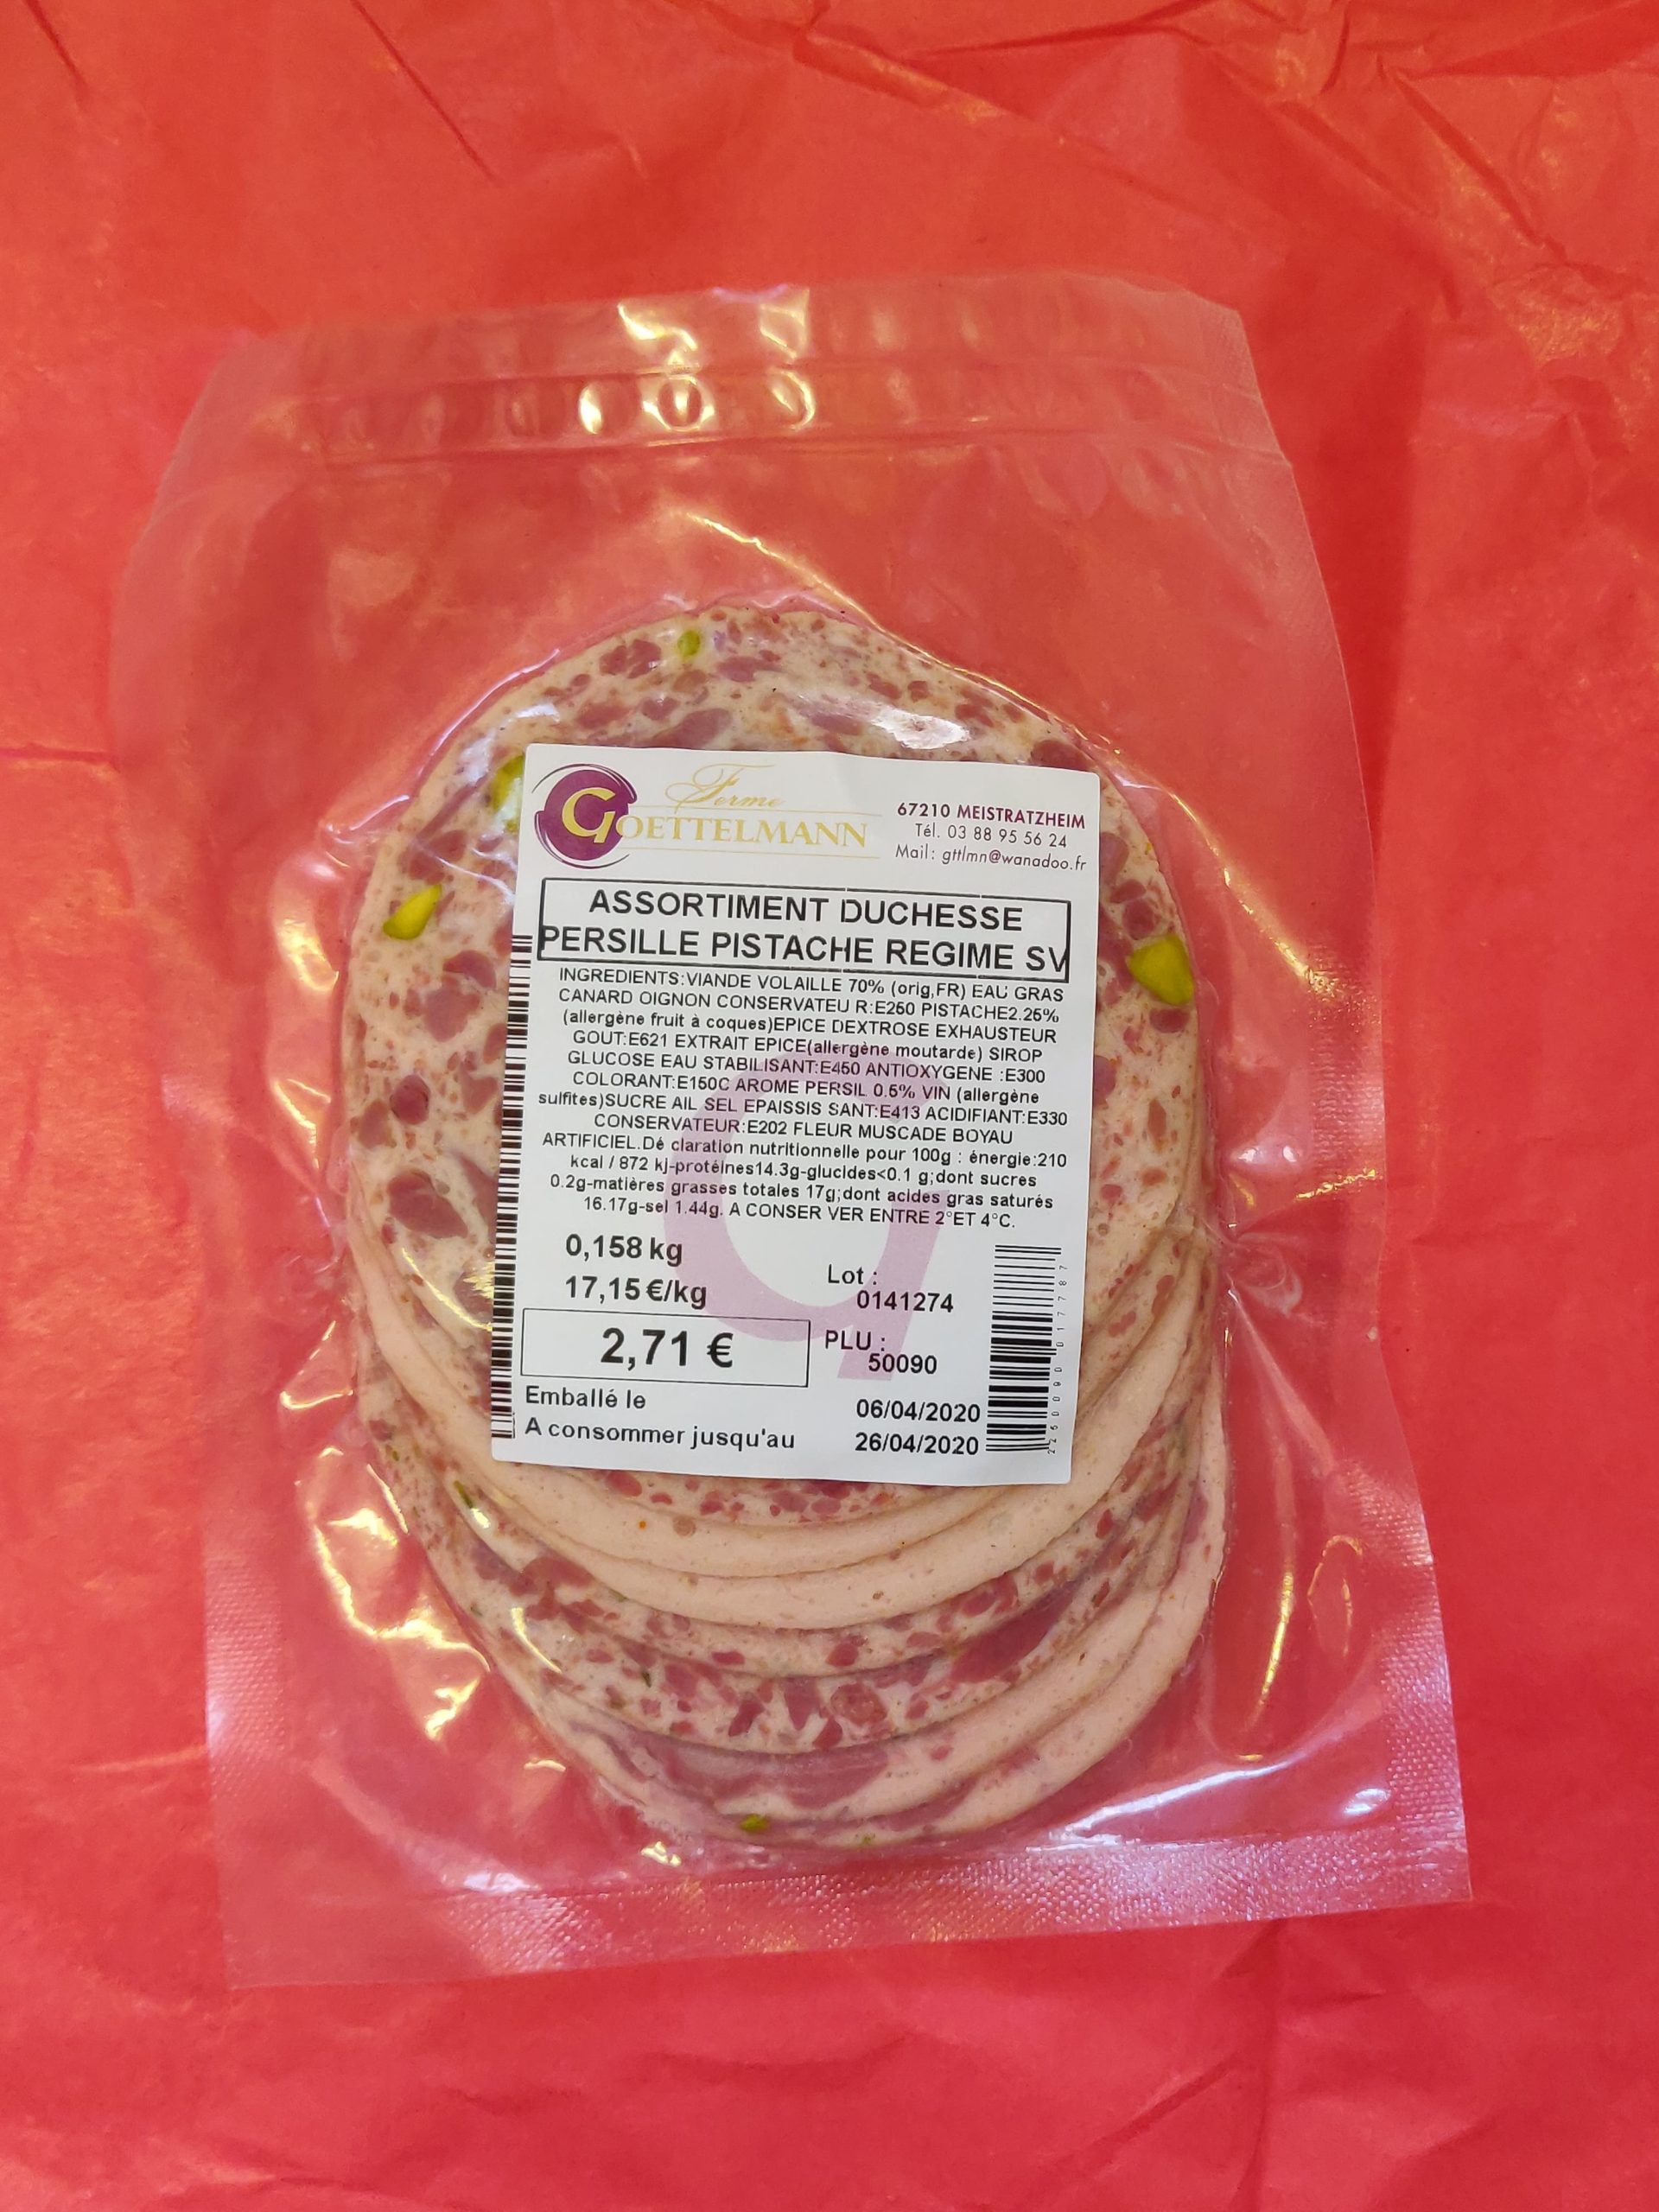 Ferme
GOETTELMANN
67210 MEISTRATZHEIM
Tél. 03 88 95 56 24
Mail: gttlmn@wanadoo.fr
ASSORTIMENT DUCHESSE
PERSILLE PISTACHE REGIME SV
INGREDIENTS:VIANDE VOLAILLE 70% (orig,FR) EAU GRAS
CANARD OIGNON CONSERVATEU R:E250 PISTACHE2.25%
(allergène fruit à coques)EPICE DEXTROSE EXHAUSTEUR
GOUT:E621 EXTRAIT EPICE(allergène moutarde) SIROP
GLUCOSE EAU STABILISANT:E450 ANTIOXYGENE :E300
COLORANT:E150C AROME PERSIL 0.5% VIN (allergène
sulfites)SUCRE AIL SEL EPAISSIS SANT:E413 ACIDIFIANT:E330
CONSERVATEUR:E202 FLEUR MUSCADE BOYAU
ARTIFICIEL.Dé claration nutritionnelle pour 100g : énergie:210
kcal / 872 kj-protéines14.3g-glucides<0.1 g;dont sucres
0.2g-matières grasses totales 17g;dont acides gras saturés
16.17g-sel 1.44g. A CONSER VER ENTRE 2°ET 4°C.
0,158 kg
17,15 €/kg
2,71 €
Lot :
0141274
PLU :
50090
Emballé le 06/04/2020
A consommer jusqu'au 26/04/2020
2250090017787